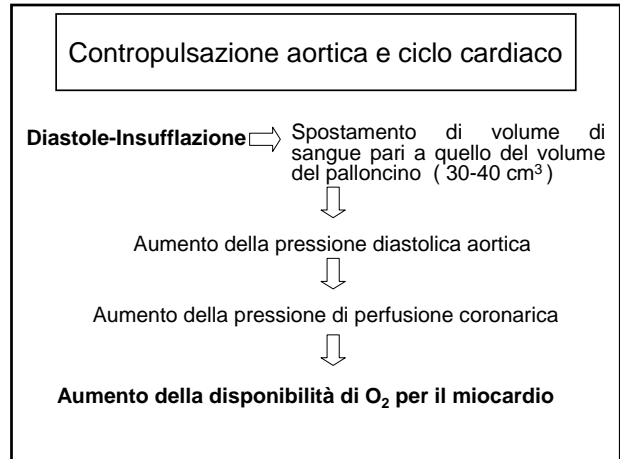 Contropulsazione aortica e ciclo cardiaco
Diastole-Insufflazione Spostamento di volume di
sangue pari a quello del volume
del palloncino ( 30-40 cm³ )
Aumento della pressione diastolica aortica
Aumento della pressione di perfusione coronarica
Aumento della disponibilità di O₂ per il miocardio